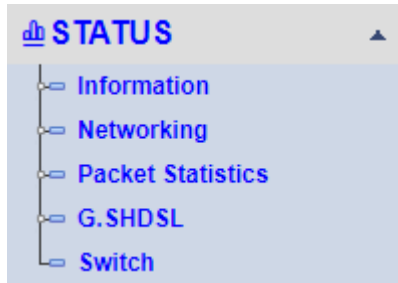 STATUS
Information
Networking
Packet Statistics
G.SHDSL
Switch